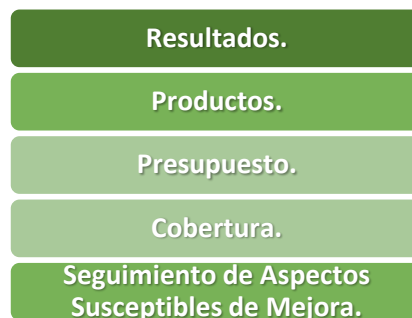 Resultados.
Productos.
Presupuesto.
Cobertura.
Seguimiento de Aspectos
Susceptibles de Mejora.